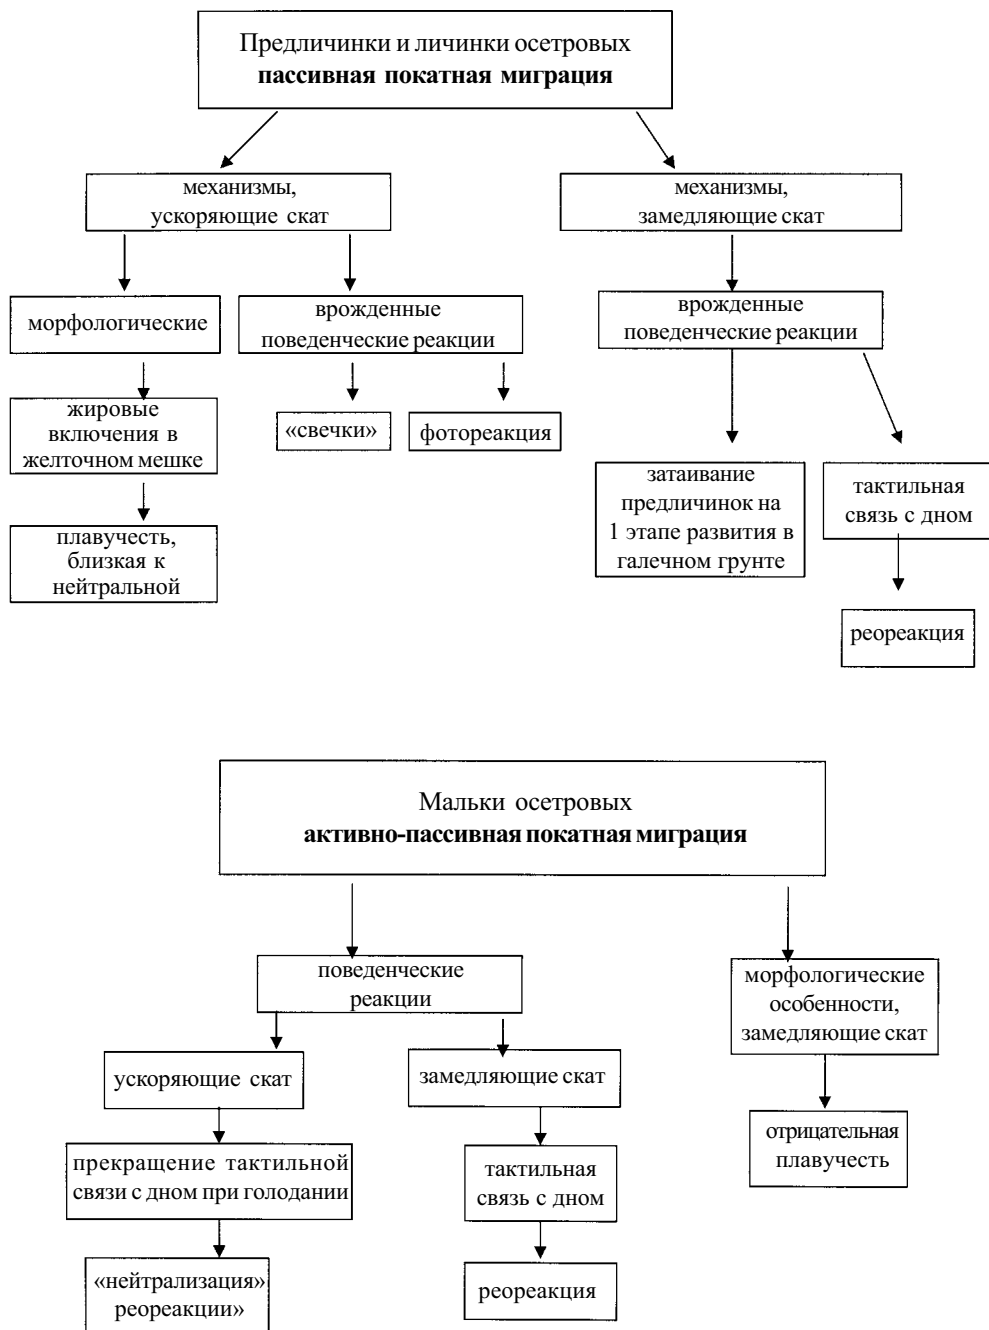 Предличинки и личинки осетровых
пассивная покатная миграция
механизмы,
ускоряющие скат
механизмы,
замедляющие скат
морфологические
врожденные
поведенческие реакции
врожденные
поведенческие реакции
жировые
включения в
желточном мешке
«свечки»
фотореакция
затаивание
предличинок на
1 этапе развития в
галечном грунте
тактильная
связь с дном
плавучесть,
близкая к
нейтральной
реореакция
Мальки осетровых
активно-пассивная покатная миграция
поведенческие
реакции
морфологические
особенности,
замедляющие скат
ускоряющие скат
замедляющие скат
отрицательная
плавучесть
прекращение тактильной
связи с дном при голодании
тактильная
связь с дном
«нейтрализация»
реореакции»
реореакция